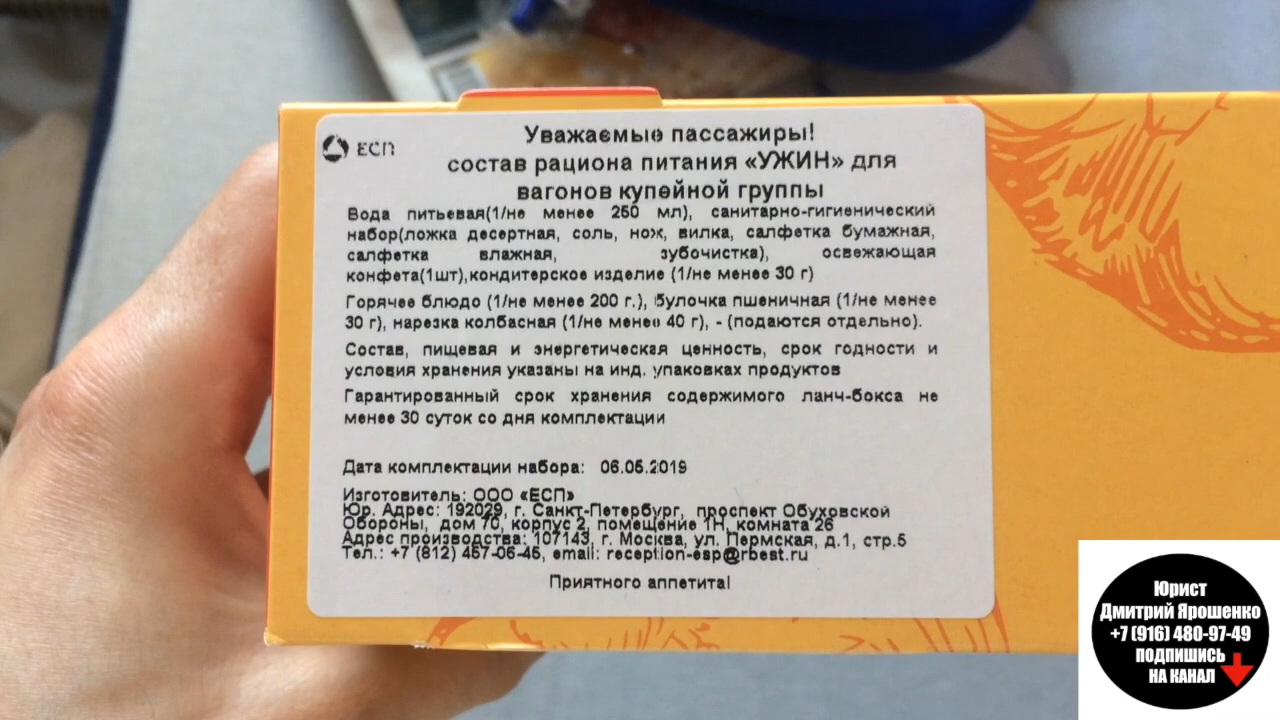 ЕСП
Уважаемые пассажиры!
состав рациона питания «УЖИН» для
вагонов купейной группы
Вода питьевая(1/не менее 250 мл), санитарно-гигиенический
набор(ложка десертная, соль, нож, вилка, салфетка бумажная,
салфетка влажная, зубочистка), освежающая
конфета(1шт),кондитерское изделие (1/не менее 30 г)
Горячее блюдо (1/не менее 200 г.), булочка пшеничная (1/не менее
30 г), нарезка колбасная (1/не менее 40 г), - (подаются отдельно).
Состав, пищевая и энергетическая ценность, срок годности и
условия хранения указаны на инд. упаковках продуктов
Гарантированный срок хранения содержимого ланч-бокса не
менее 30 суток со дня комплектации
Дата комплектации набора: 06.05.2019
Изготовитель: ООО «ЕСП»
Юр. Адрес: 192029, г. Санкт-Петербург, проспект Обуховской
Обороны, дом 70, корпус 2, помещение 1Н, комната 26
Адрес производства: 107143, г. Москва, ул. Пермская, д.1, стр.5
Тел.: +7 (812) 457-06-45, email: reception-esp@rbest.ru
Приятного аппетита!
Юрист
Дмитрий Ярошенко
+7 (916) 480-97-49
подпишись
НА КАНАЛ